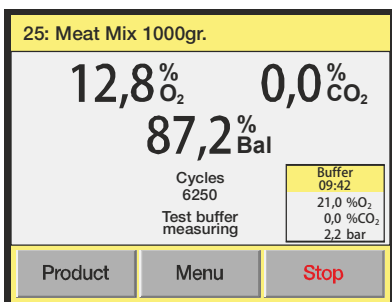 25: Meat Mix 1000gr.
12,8 % O₂ 0,0 % CO₂
87,2 % Bal
Cycles
6250
Test buffer
measuring
Buffer
09:42
21,0 %O₂
0,0 %CO₂
2,2 bar
Product Menu Stop